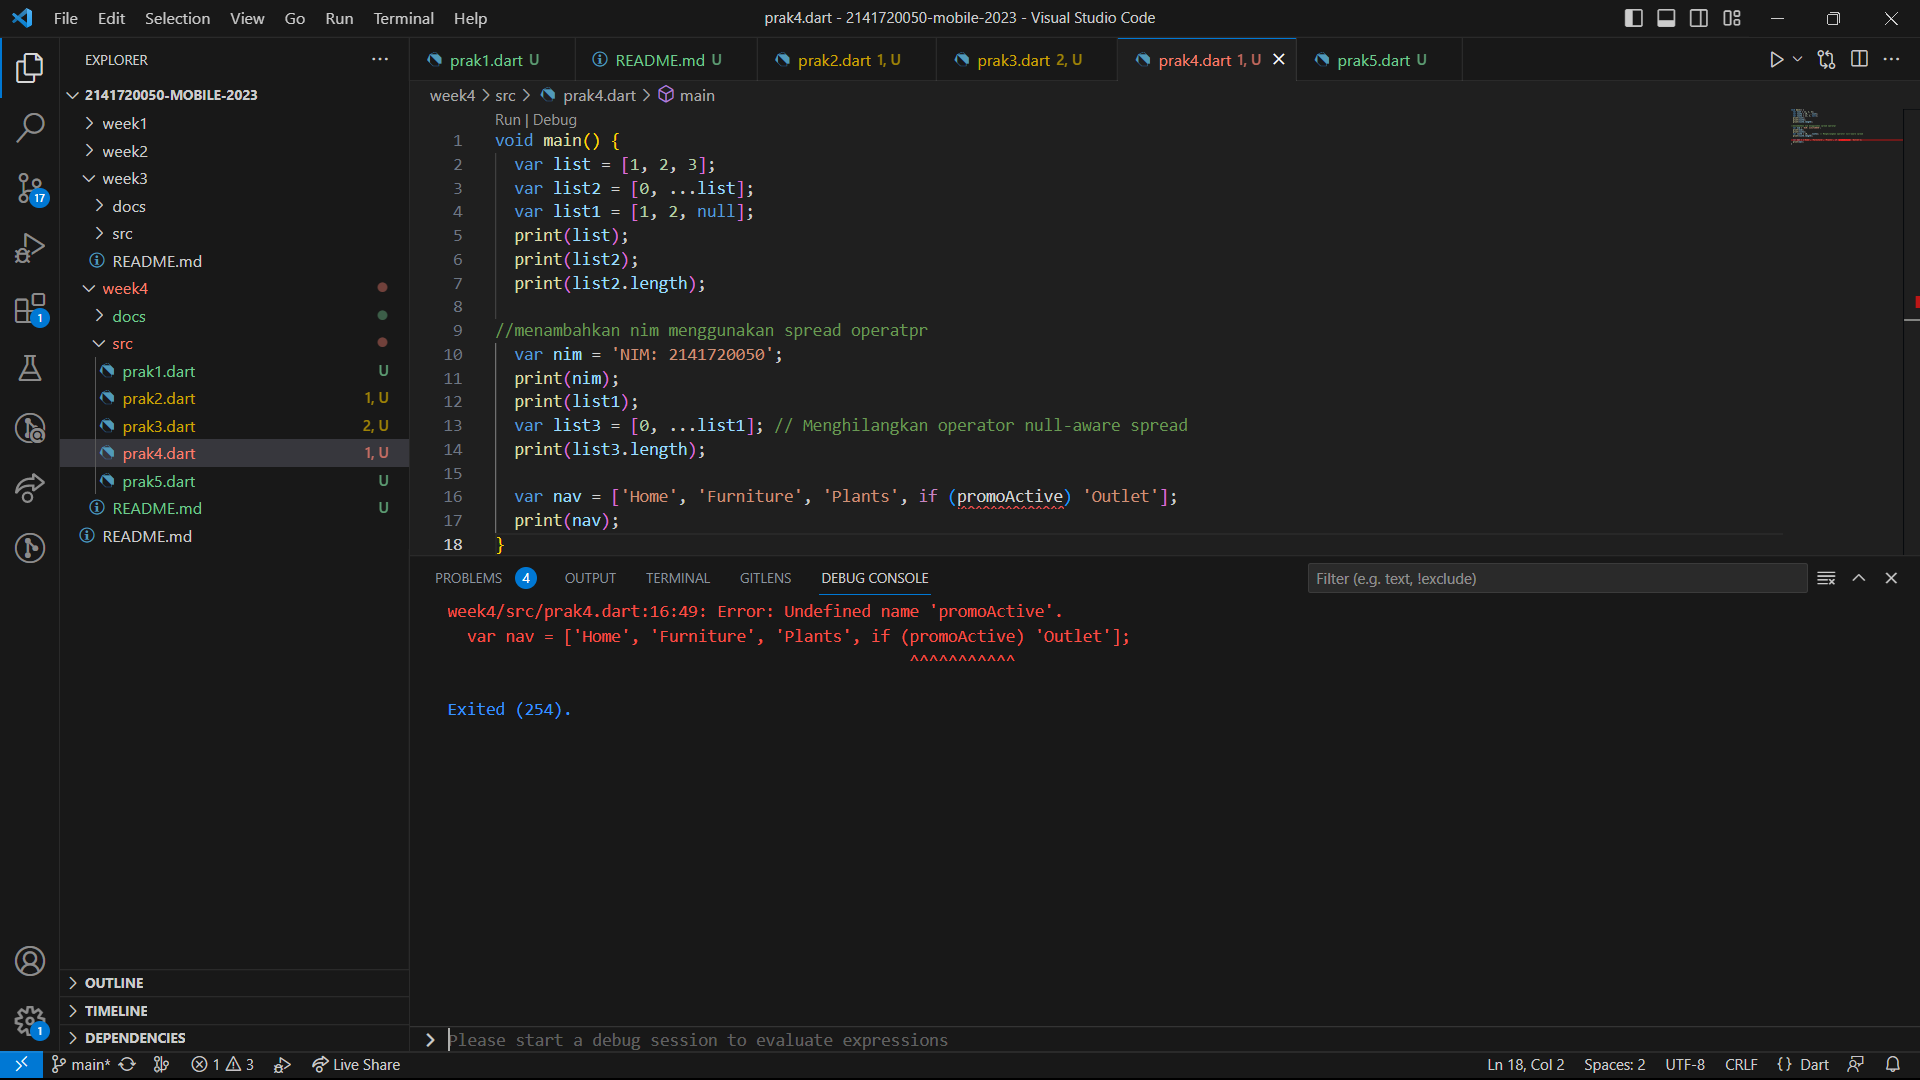 File Edit Selection View Go Run Terminal Help
prak4.dart - 2141720050-mobile-2023 - Visual Studio Code
EXPLORER
2141720050-MOBILE-2023
week1
week2
week3
docs
src
README.md
week4
docs
src
prak1.dart U
prak2.dart 1, U
prak3.dart 2, U
prak4.dart 1, U
prak5.dart U
README.md U
README.md
OUTLINE
TIMELINE
DEPENDENCIES
17
1
1
prak1.dart U README.md U prak2.dart 1, U prak3.dart 2, U prak4.dart 1, U prak5.dart U
week4 > src > prak4.dart > main
Run | Debug
1 void main() {
2 var list = [1, 2, 3];
3 var list2 = [0, ...list];
4 var list1 = [1, 2, null];
5 print(list);
6 print(list2);
7 print(list2.length);
8
9 //menambahkan nim menggunakan spread operatpr
10 var nim = 'NIM: 2141720050';
11 print(nim);
12 print(list1);
13 var list3 = [0, ...list1]; // Menghilangkan operator null-aware spread
14 print(list3.length);
15
16 var nav = ['Home', 'Furniture', 'Plants', if (promoActive) 'Outlet'];
17 print(nav);
18 }
PROBLEMS 4 OUTPUT TERMINAL GITLENS DEBUG CONSOLE
Filter (e.g. text, !exclude)
week4/src/prak4.dart:16:49: Error: Undefined name 'promoActive'.
var nav = ['Home', 'Furniture', 'Plants', if (promoActive) 'Outlet'];
^^^^^^^^^^^
Exited (254).
Please start a debug session to evaluate expressions
main* 1 3 Live Share
Ln 18, Col 2 Spaces: 2 UTF-8 CRLF {} Dart